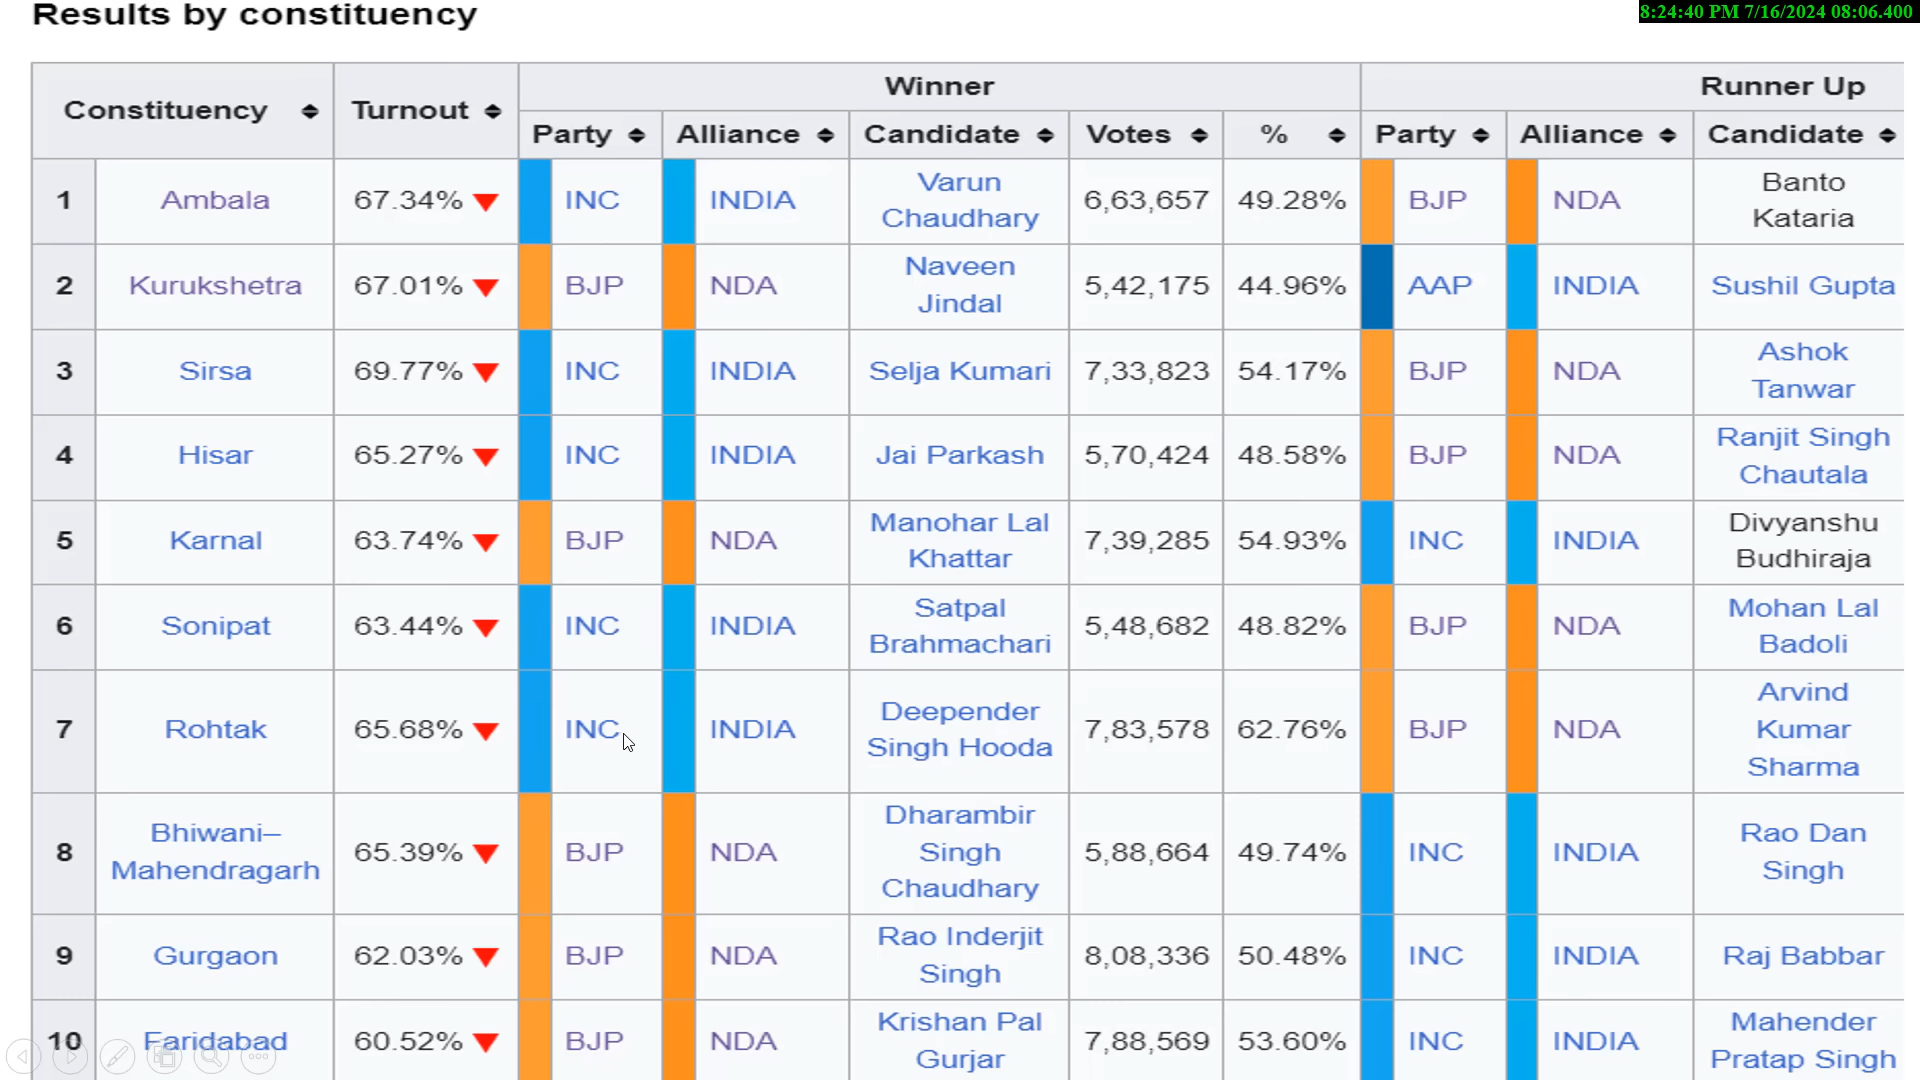 Results by constituency
8:24:40 PM 7/16/2024 08:06.400
Constituency Turnout Winner Runner Up
Party Alliance Candidate Votes % Party Alliance Candidate
1 Ambala 67.34% INC INDIA Varun Chaudhary 6,63,657 49.28% BJP NDA Banto Kataria
2 Kurukshetra 67.01% BJP NDA Naveen Jindal 5,42,175 44.96% AAP INDIA Sushil Gupta
3 Sirsa 69.77% INC INDIA Selja Kumari 7,33,823 54.17% BJP NDA Ashok Tanwar
4 Hisar 65.27% INC INDIA Jai Parkash 5,70,424 48.58% BJP NDA Ranjit Singh Chautala
5 Karnal 63.74% BJP NDA Manohar Lal Khattar 7,39,285 54.93% INC INDIA Divyanshu Budhiraja
6 Sonipat 63.44% INC INDIA Satpal Brahmachari 5,48,682 48.82% BJP NDA Mohan Lal Badoli
7 Rohtak 65.68% INC INDIA Deepender Singh Hooda 7,83,578 62.76% BJP NDA Arvind Kumar Sharma
8 Bhiwani–Mahendragarh 65.39% BJP NDA Dharambir Singh Chaudhary 5,88,664 49.74% INC INDIA Rao Dan Singh
9 Gurgaon 62.03% BJP NDA Rao Inderjit Singh 8,08,336 50.48% INC INDIA Raj Babbar
10 Faridabad 60.52% BJP NDA Krishan Pal Gurjar 7,88,569 53.60% INC INDIA Mahender Pratap Singh